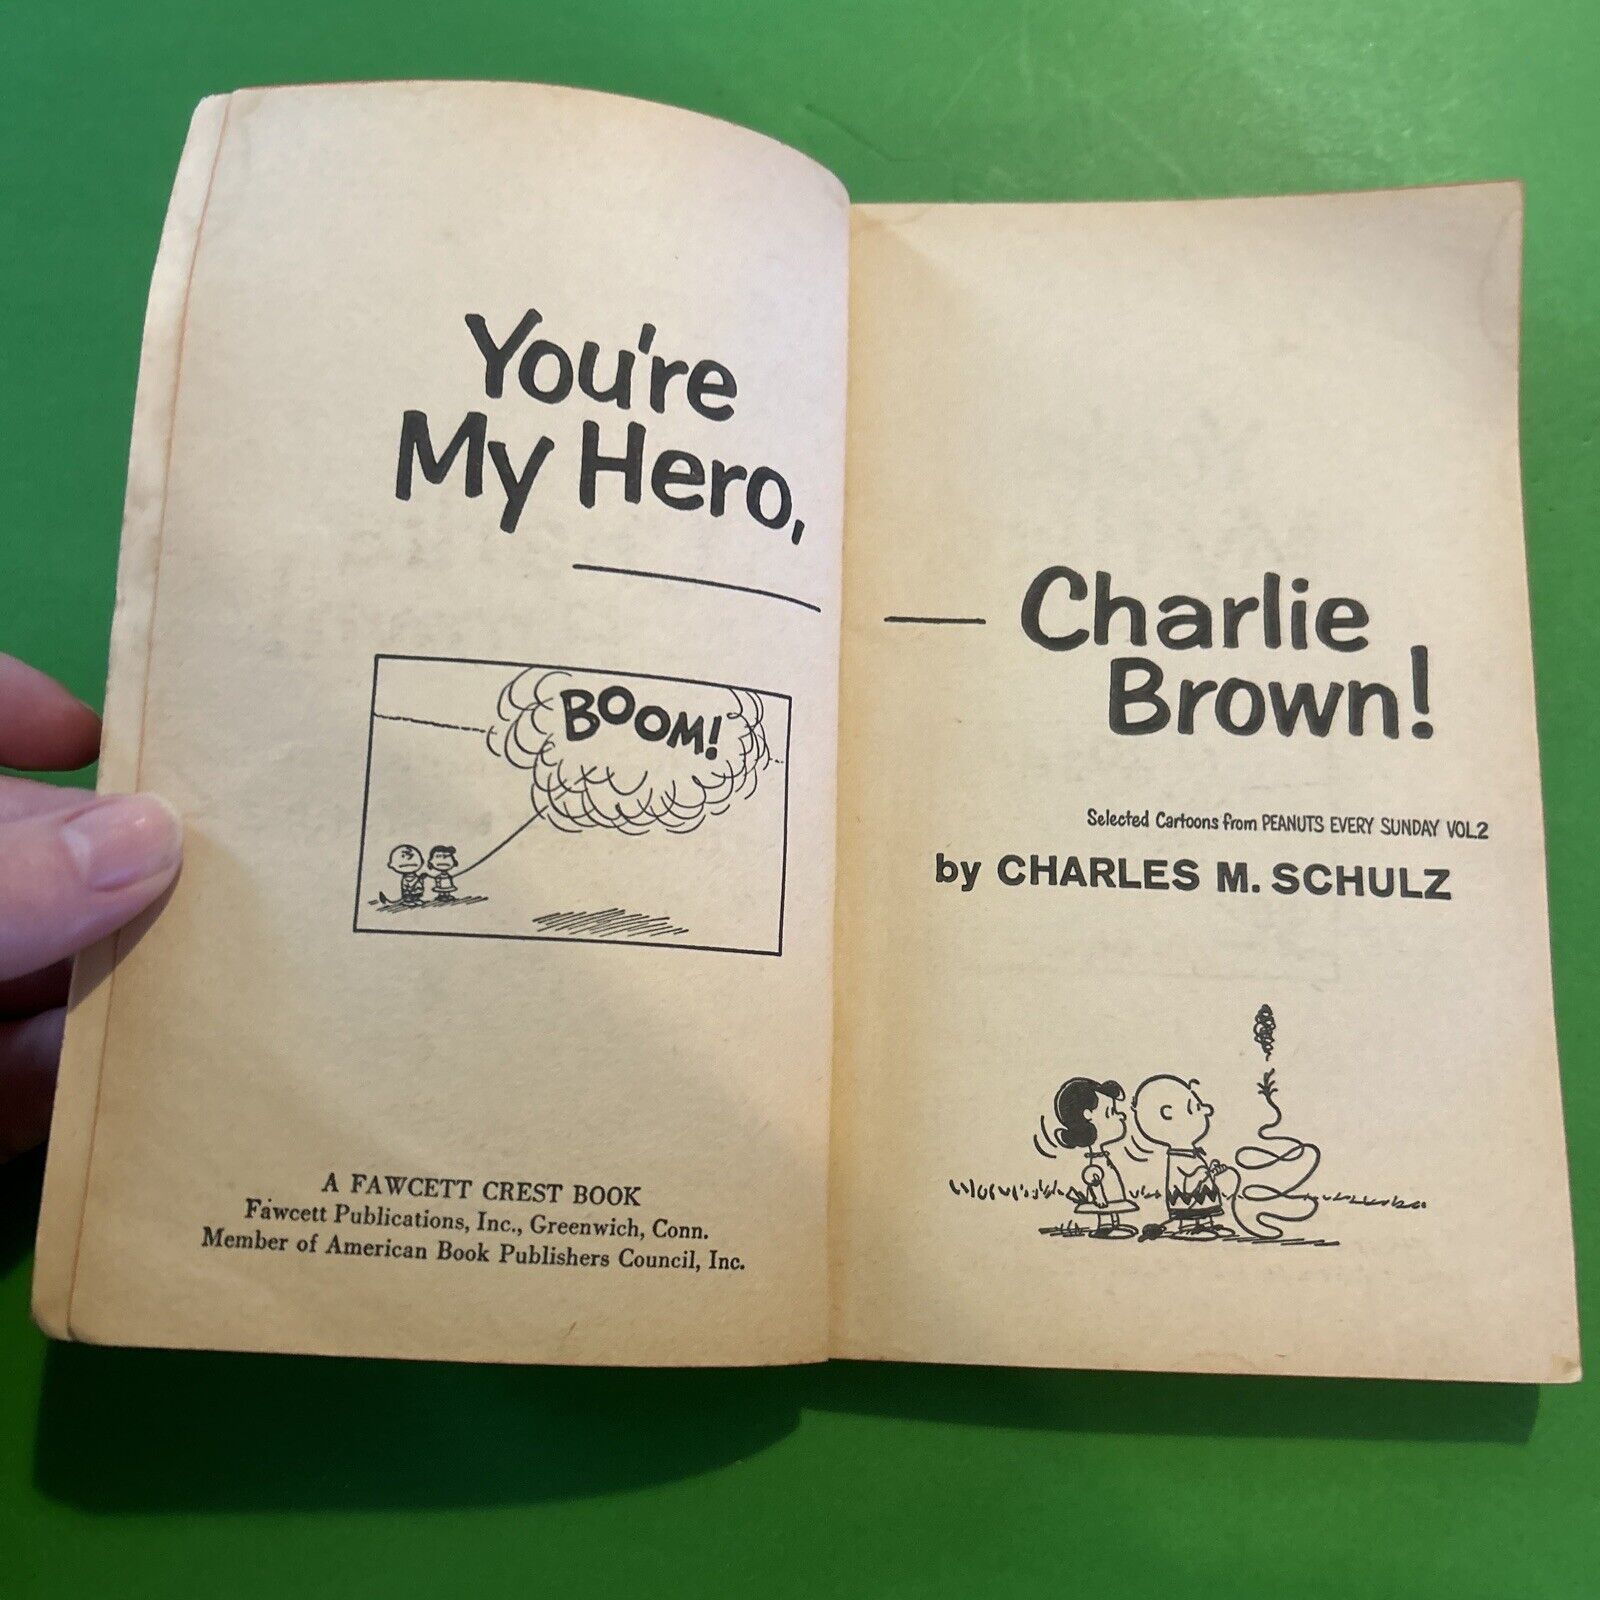 You're
My Hero,
BOOM!
A FAWCETT CREST BOOK
Fawcett Publications, Inc., Greenwich, Conn.
Member of American Book Publishers Council, Inc.
Charlie
Brown!
Selected Cartoons from PEANUTS EVERY SUNDAY VOL.2
by CHARLES M. SCHULZ